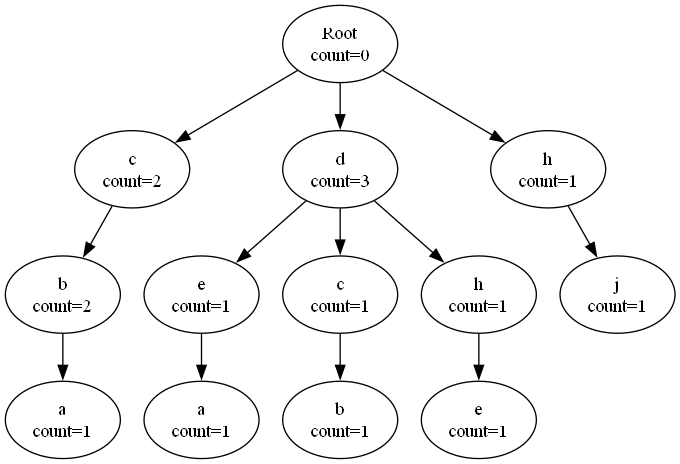 Root
count=0
c
count=2
d
count=3
h
count=1
b
count=2
e
count=1
c
count=1
h
count=1
j
count=1
a
count=1
a
count=1
b
count=1
e
count=1